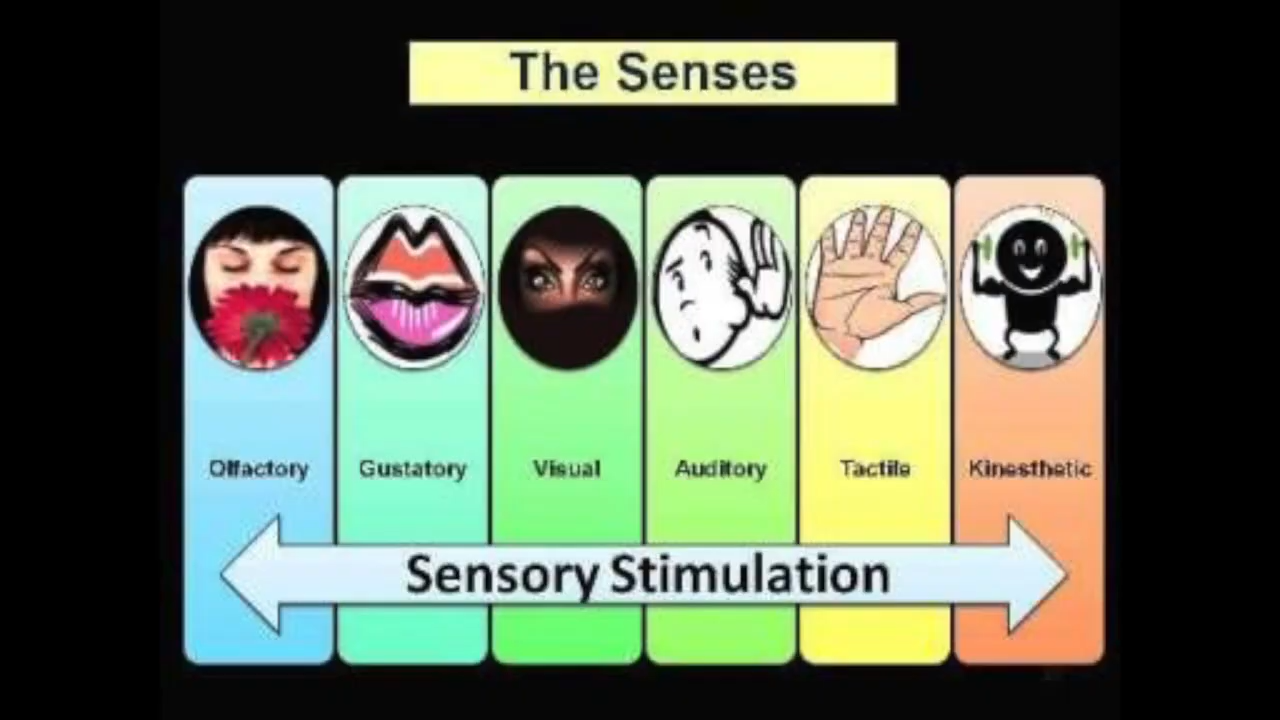 The Senses
Olfactory
Gustatory
Visual
Auditory
Tactile
Kinesthetic
Sensory Stimulation